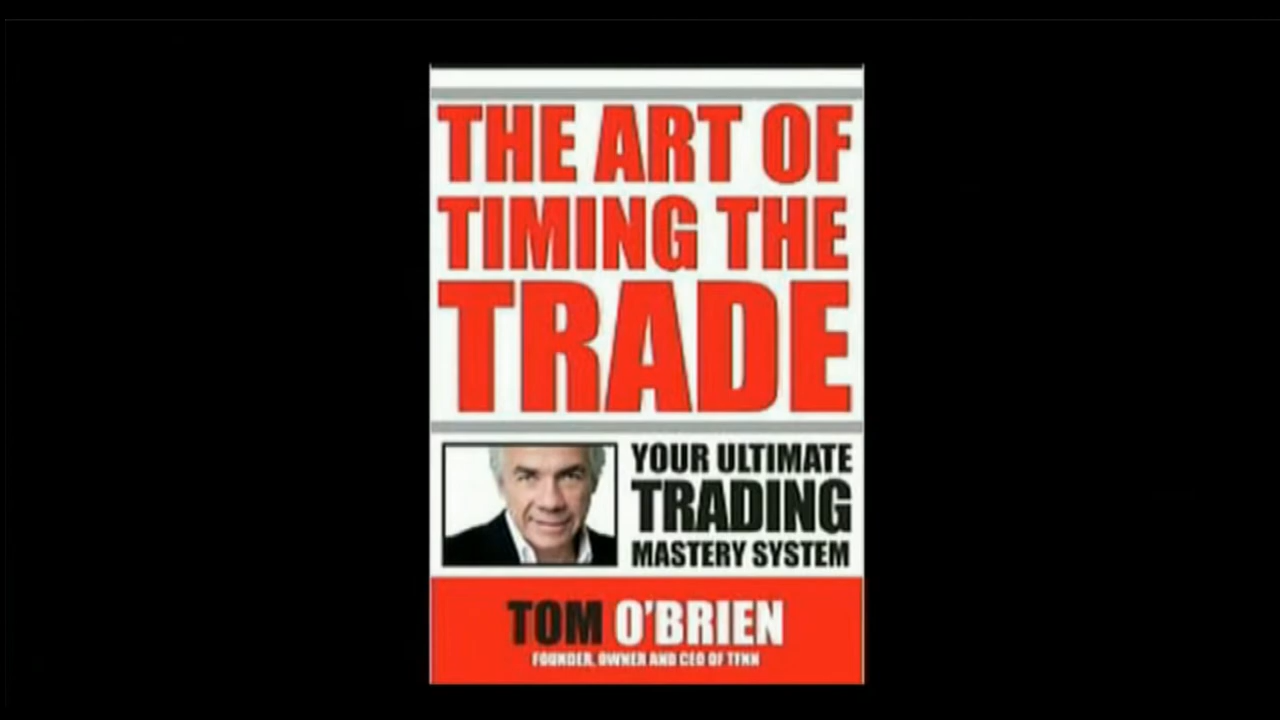 THE ART OF
TIMING THE
TRADE
YOUR ULTIMATE
TRADING
MASTERY SYSTEM
TOM O'BRIEN
FOUNDER, OWNER AND CEO OF TFNN